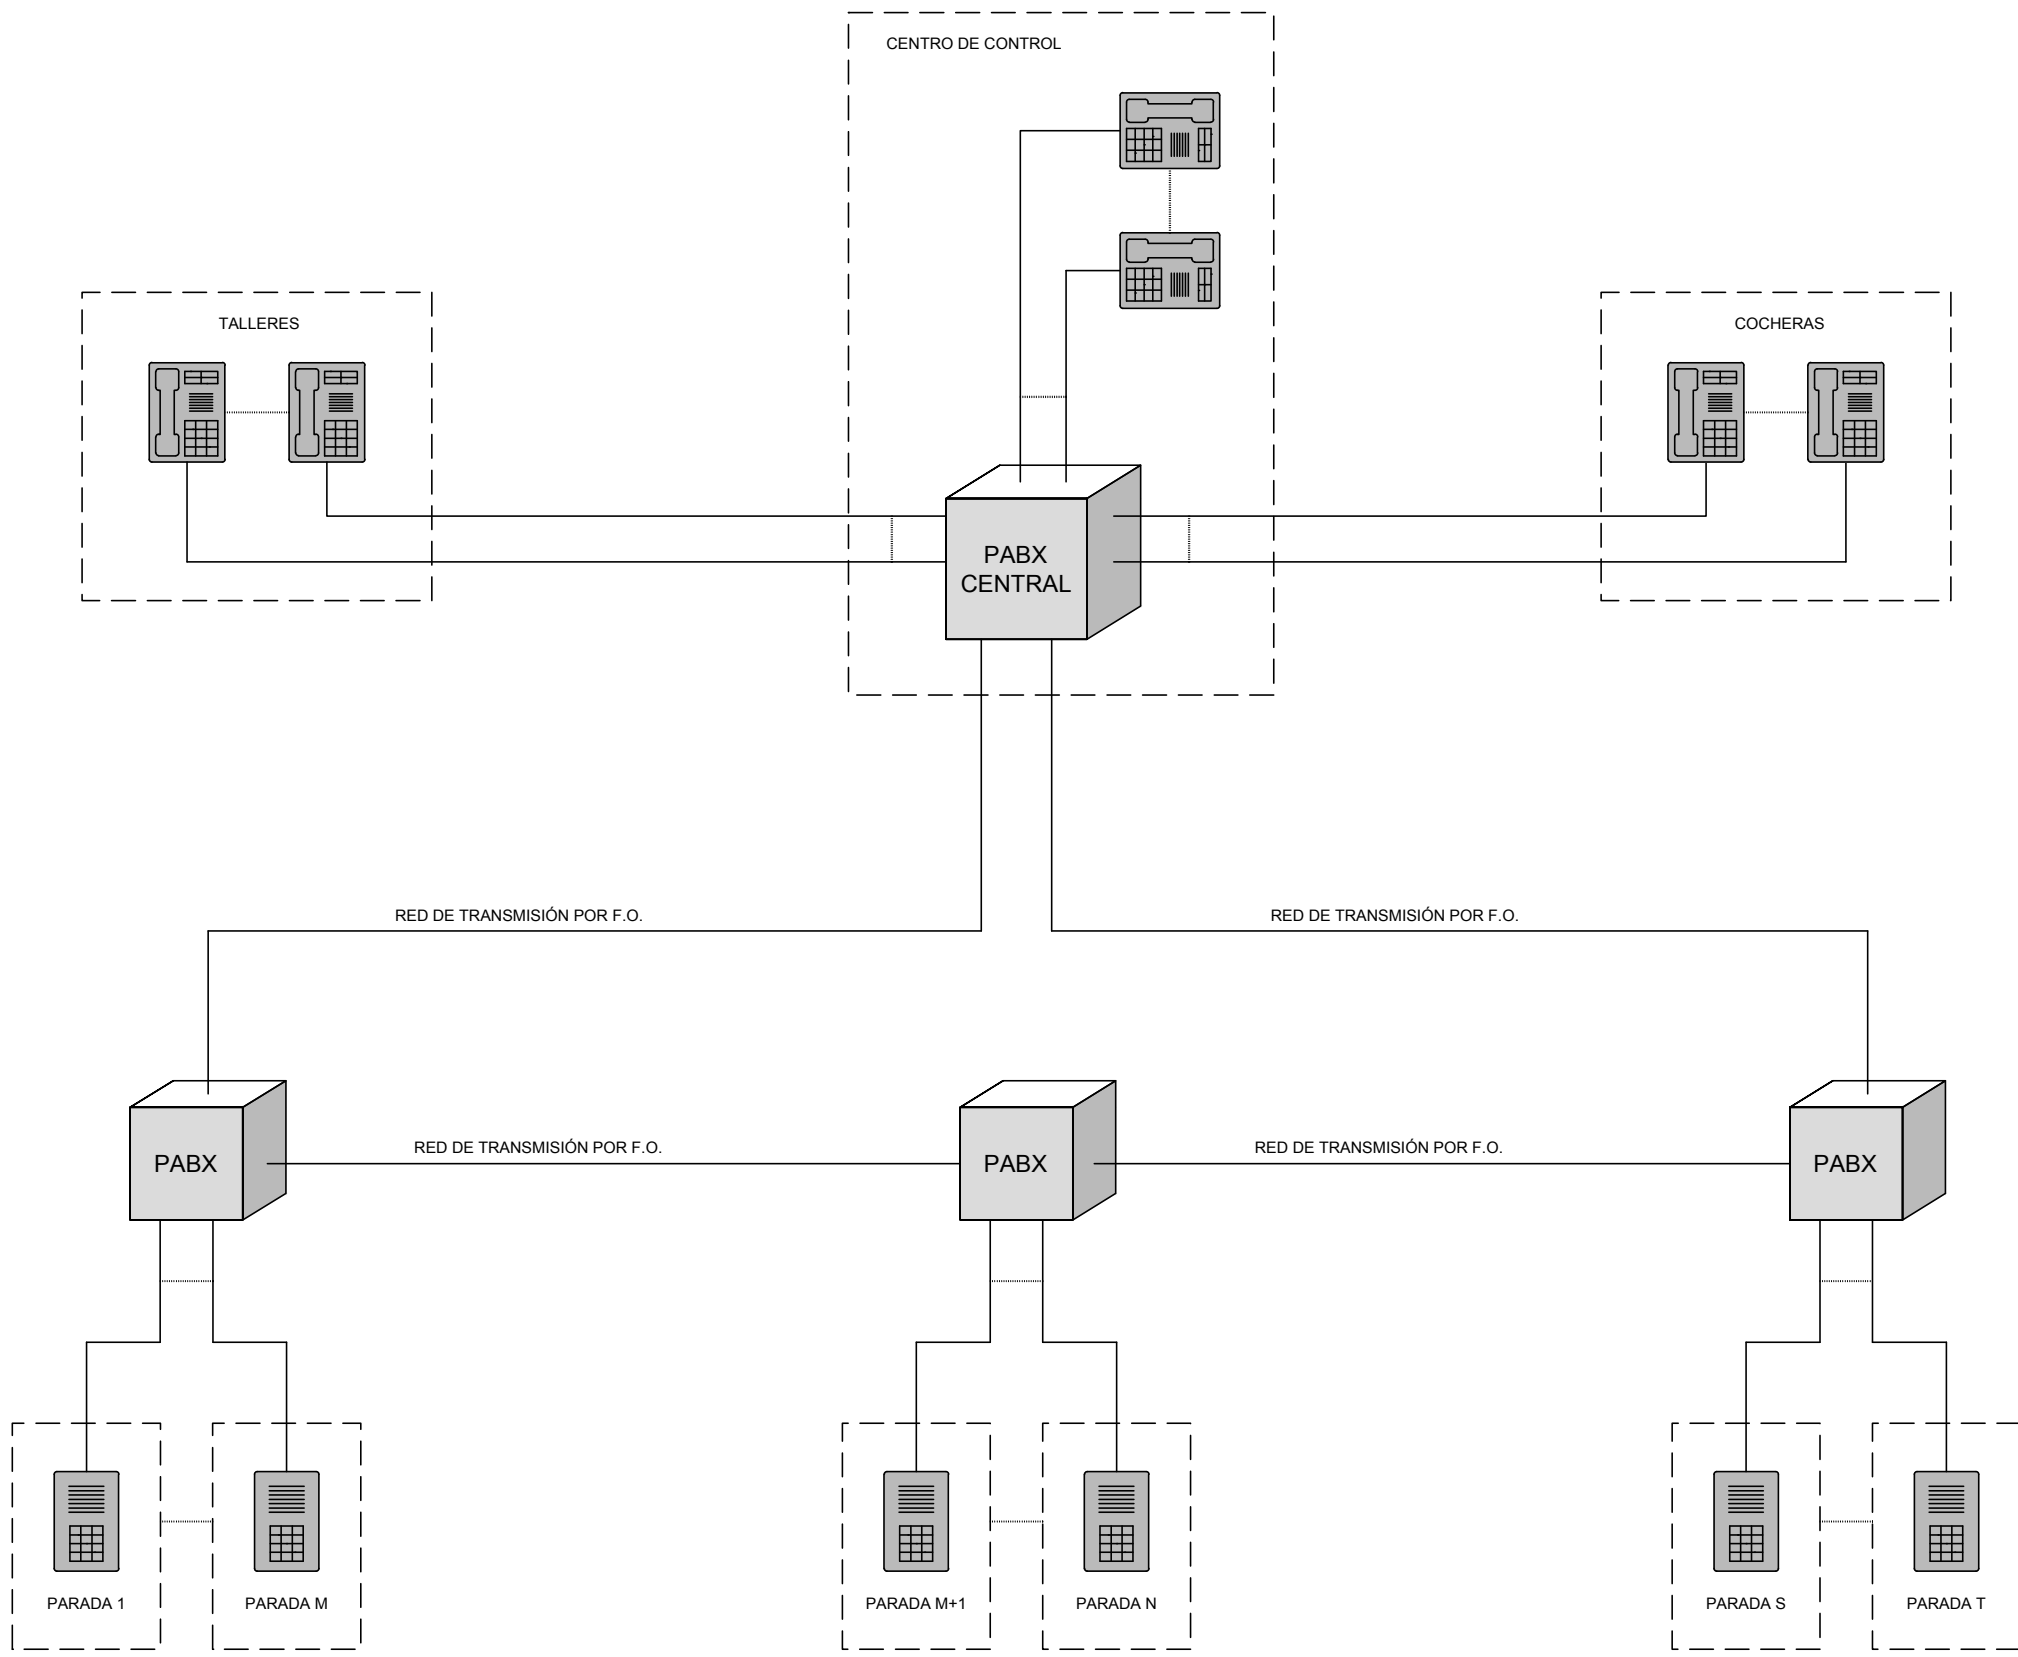 CENTRO DE CONTROL
TALLERES
COCHERAS
PABX
CENTRAL
RED DE TRANSMISIÓN POR F.O.
RED DE TRANSMISIÓN POR F.O.
PABX
RED DE TRANSMISIÓN POR F.O.
PABX
RED DE TRANSMISIÓN POR F.O.
PABX
PARADA 1
PARADA M
PARADA M+1
PARADA N
PARADA S
PARADA T